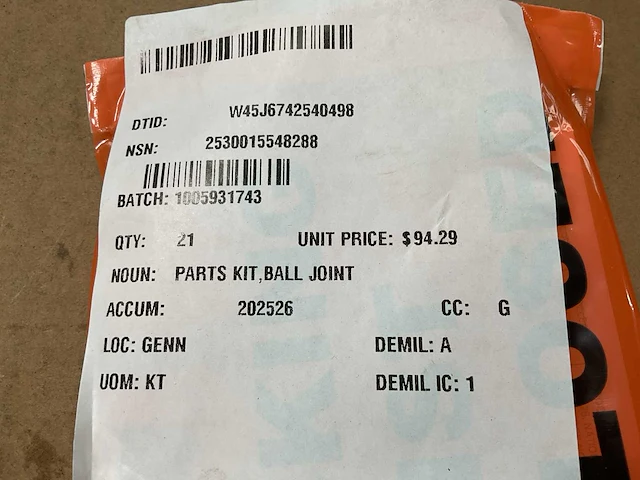 DTID: W45J6742540498
NSN: 2530015548288
BATCH: 1005931743
QTY: 21 UNIT PRICE: $94.29
NOUN: PARTS KIT,BALL JOINT
ACCUM: 202526 CC: G
LOC: GENN DEMIL: A
UOM: KT DEMIL IC: 1